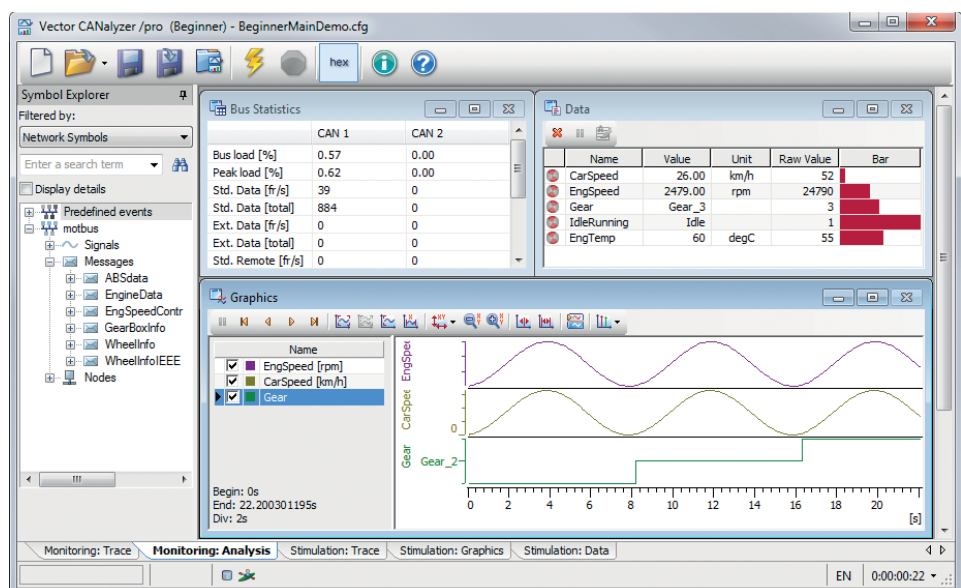 Vector CANalyzer /pro (Beginner) - BeginnerMainDemo.cfg
hex
Symbol Explorer
Filtered by:
Network Symbols
Enter a search term
Display details
Predefined events
motbus
Signals
Messages
ABSdata
EngineData
EngSpeedContr
GearBoxInfo
WheelInfo
WheelInfoIEEE
Nodes
Bus Statistics
CAN 1 CAN 2
Bus load [%] 0.57 0.00
Peak load [%] 0.62 0.00
Std. Data [fr/s] 39 0
Std. Data [total] 884 0
Ext. Data [fr/s] 0 0
Ext. Data [total] 0 0
Std. Remote [fr/s] 0 0
Data
Name Value Unit Raw Value Bar
CarSpeed 26.00 km/h 52
EngSpeed 2479.00 rpm 24790
Gear Gear_3 3
IdleRunning Idle 1
EngTemp 60 degC 55
Graphics
Name
EngSpeed [rpm]
CarSpeed [km/h]
Gear
Begin: 0s
End: 22.200301195s
Div: 2s
EngSpee
CarSpee
0
Gear
Gear_2
0 2 4 6 8 10 12 14 16 18 20
[s]
Monitoring: Trace Monitoring: Analysis Stimulation: Trace Stimulation: Graphics Stimulation: Data
EN 0:00:00:22